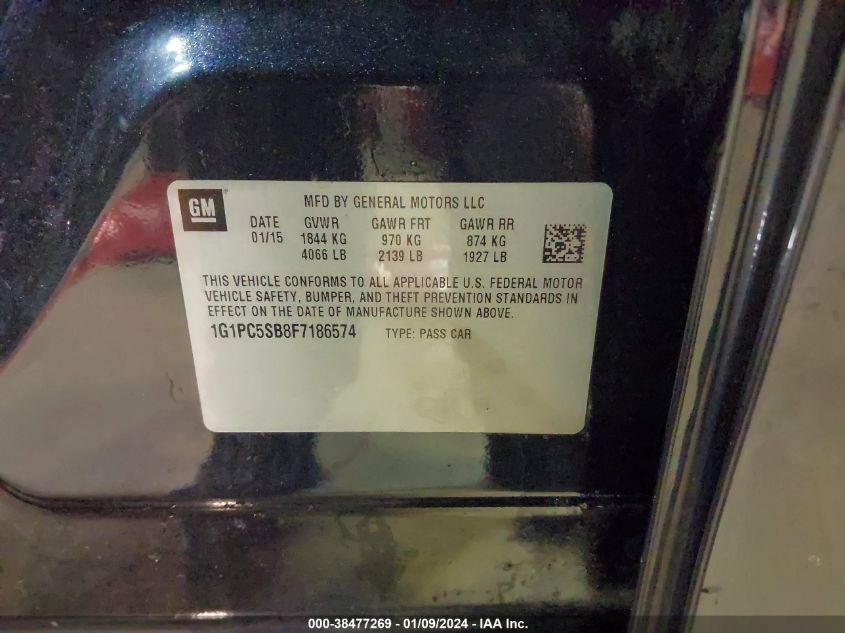 GM
MFD BY GENERAL MOTORS LLC
DATE GVWR GAWR FRT GAWR RR
01/15 1844 KG 970 KG 874 KG
4066 LB 2139 LB 1927 LB
THIS VEHICLE CONFORMS TO ALL APPLICABLE U.S. FEDERAL MOTOR
VEHICLE SAFETY, BUMPER, AND THEFT PREVENTION STANDARDS IN
EFFECT ON THE DATE OF MANUFACTURE SHOWN ABOVE.
1G1PC5SB8F7186574 TYPE: PASS CAR
000-38477269 - 01/09/2024 - IAA Inc.